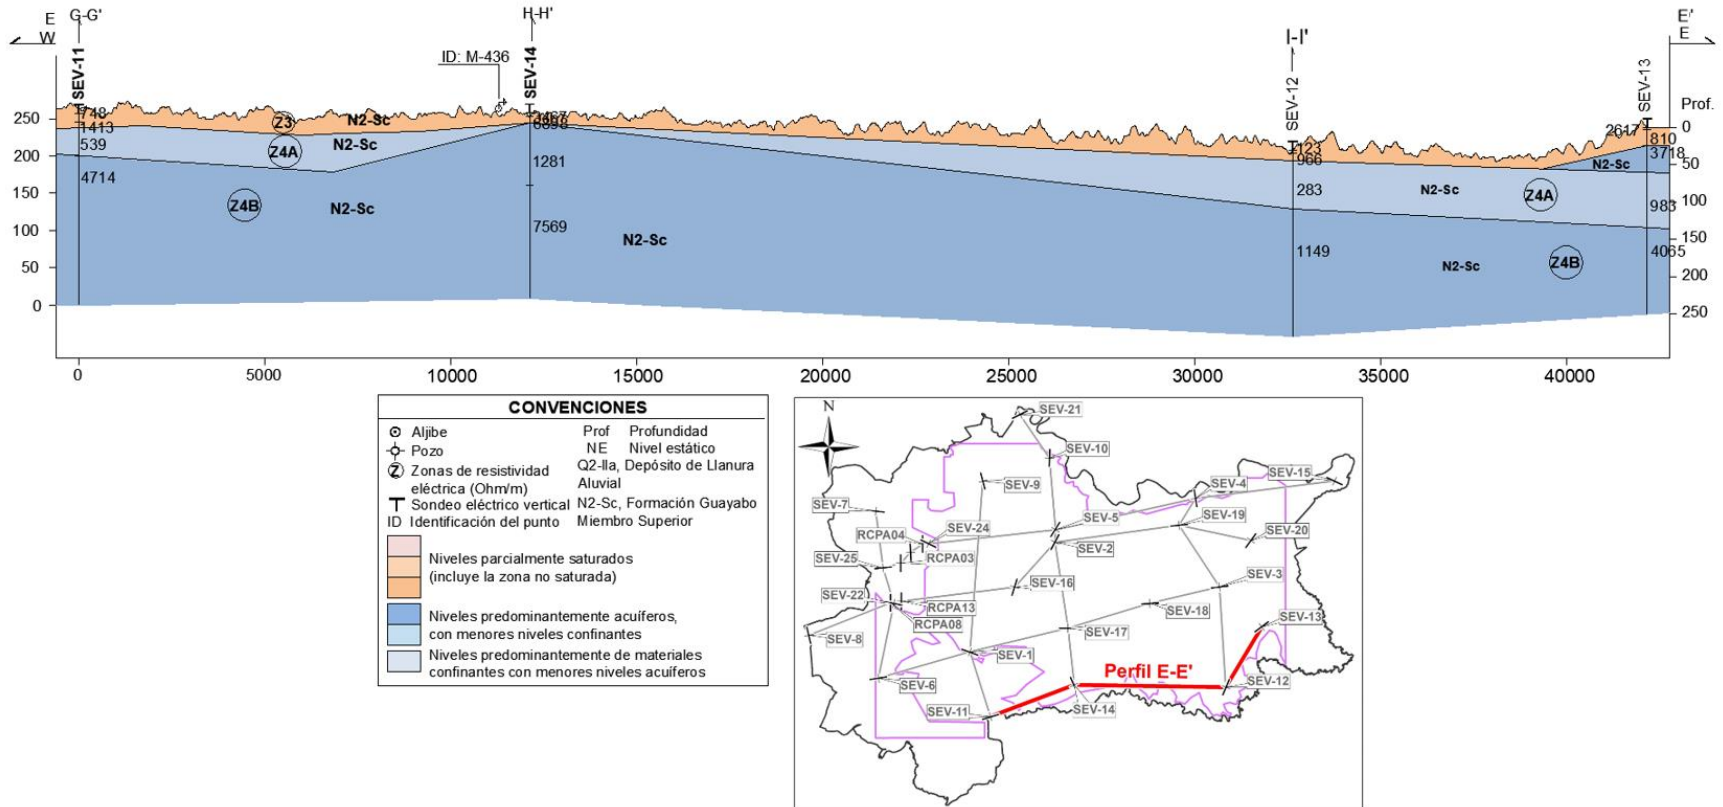 E
W
G-G'
SEV-11
H-H'
SEV-14
ID: M-436
I-I'
SEV-12
E'
E
SEV-13
Prof.
250
200
150
100
50
0
0
50
100
150
200
250
748
1413
539
4714
1281
7569
123
966
283
1149
2617
810
3718
983
4065
Z3
N2-Sc
Z4A
N2-Sc
Z4B
N2-Sc
N2-Sc
N2-Sc
N2-Sc
Z4A
N2-Sc
Z4B
0
5000
10000
15000
20000
25000
30000
35000
40000
CONVENCIONES
Aljibe
Pozo
Z Zonas de resistividad
eléctrica (Ohm/m)
Sondeo eléctrico vertical
ID Identificación del punto
Prof Profundidad
NE Nivel estático
Q2-lla, Depósito de Llanura
Aluvial
N2-Sc, Formación Guayabo
Miembro Superior
Niveles parcialmente saturados
(incluye la zona no saturada)
Niveles predominantemente acuíferos,
con menores niveles confinantes
Niveles predominantemente de materiales
confinantes con menores niveles acuíferos
N
SEV-21
SEV-10
SEV-15
SEV-4
SEV-9
SEV-7
SEV-5
SEV-19
SEV-24
RCPA04
SEV-20
SEV-2
RCPA03
SEV-25
SEV-16
SEV-3
SEV-22
RCPA13
SEV-18
SEV-13
RCPA08
SEV-8
SEV-17
SEV-1
Perfil E-E'
SEV-6
SEV-12
SEV-11
SEV-14